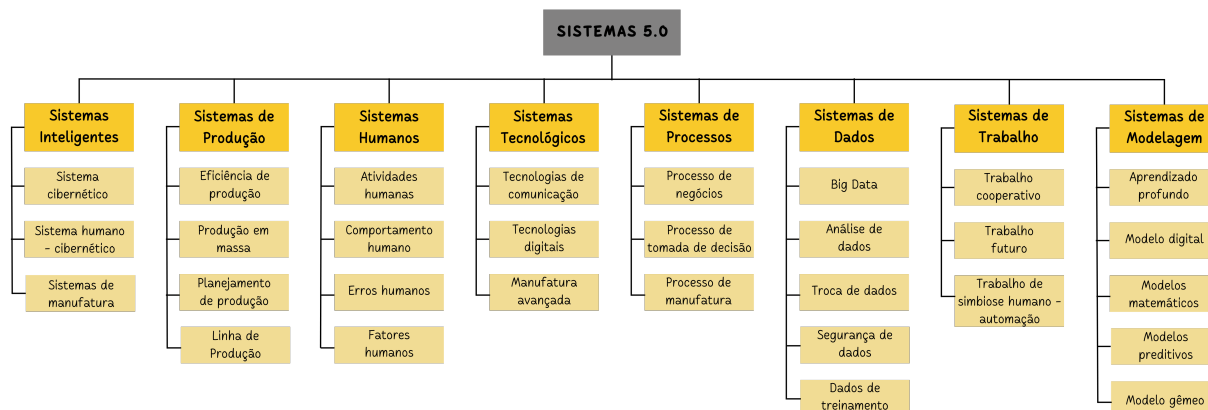 SISTEMAS 5.0
Sistemas
Inteligentes
Sistema
cibernético
Sistema humano
- cibernético
Sistemas de
manufatura
Sistemas de
Produção
Eficiência de
produção
Produção em
massa
Planejamento
de produção
Linha de
Produção
Sistemas
Humanos
Atividades
humanas
Comportamento
humano
Erros humanos
Fatores
humanos
Sistemas
Tecnológicos
Tecnologias de
comunicação
Tecnologias
digitais
Manufatura
avançada
Sistemas de
Processos
Processo de
negócios
Processo de
tomada de decisão
Processo de
manufatura
Sistemas de
Dados
Big Data
Análise de
dados
Troca de dados
Segurança de
dados
Dados de
treinamento
Sistemas de
Trabalho
Trabalho
cooperativo
Trabalho
futuro
Trabalho de
simbiose humano -
automação
Sistemas de
Modelagem
Aprendizado
profundo
Modelo digital
Modelos
matemáticos
Modelos
preditivos
Modelo gêmeo